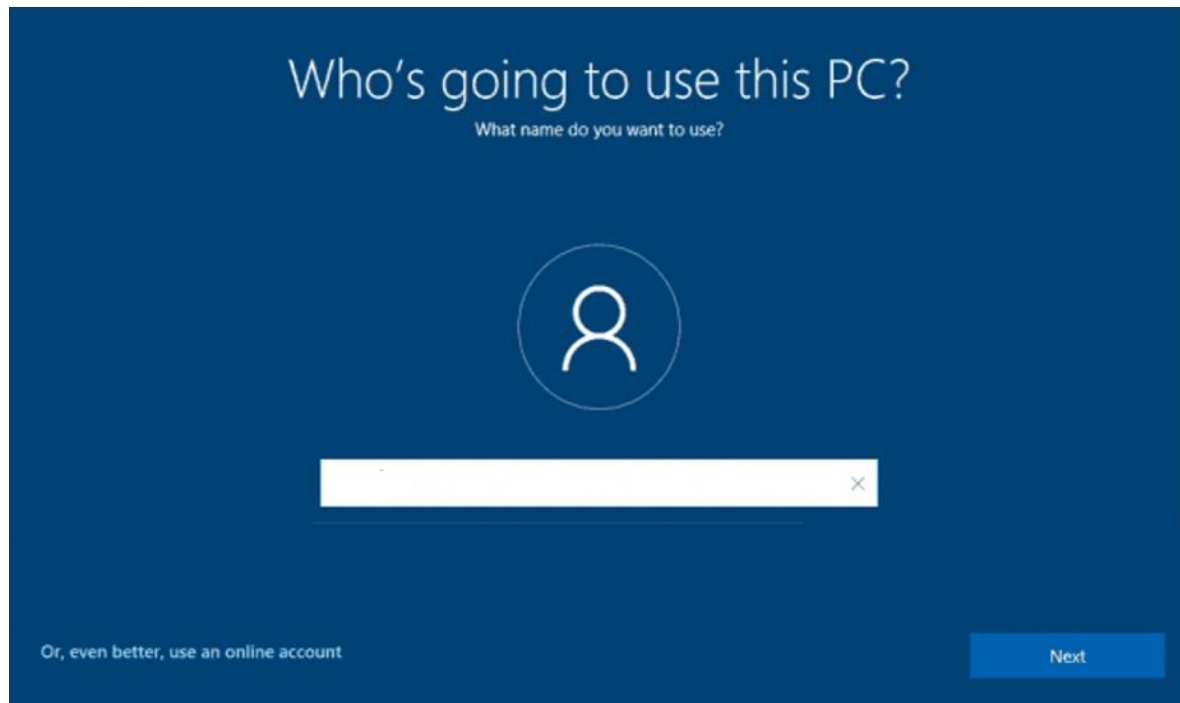 Who's going to use this PC?
What name do you want to use?
Or, even better, use an online account
Next